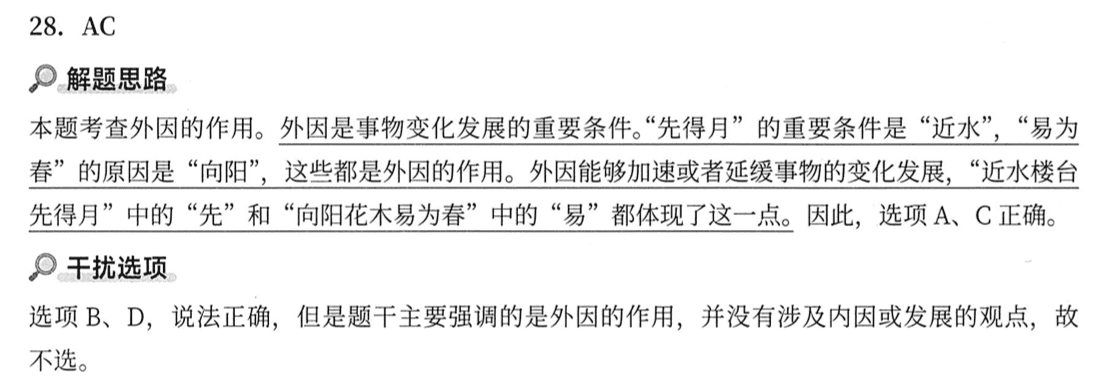 28. AC
解题思路
本题考查外因的作用。外因是事物变化发展的重要条件。“先得月”的重要条件是“近水”，“易为
春”的原因是“向阳”，这些都是外因的作用。外因能够加速或者延缓事物的变化发展，“近水楼台
先得月”中的“先”和“向阳花木易为春”中的“易”都体现了这一点。因此，选项 A、C 正确。
干扰选项
选项 B、D，说法正确，但是题干主要强调的是外因的作用，并没有涉及内因或发展的观点，故
不选。